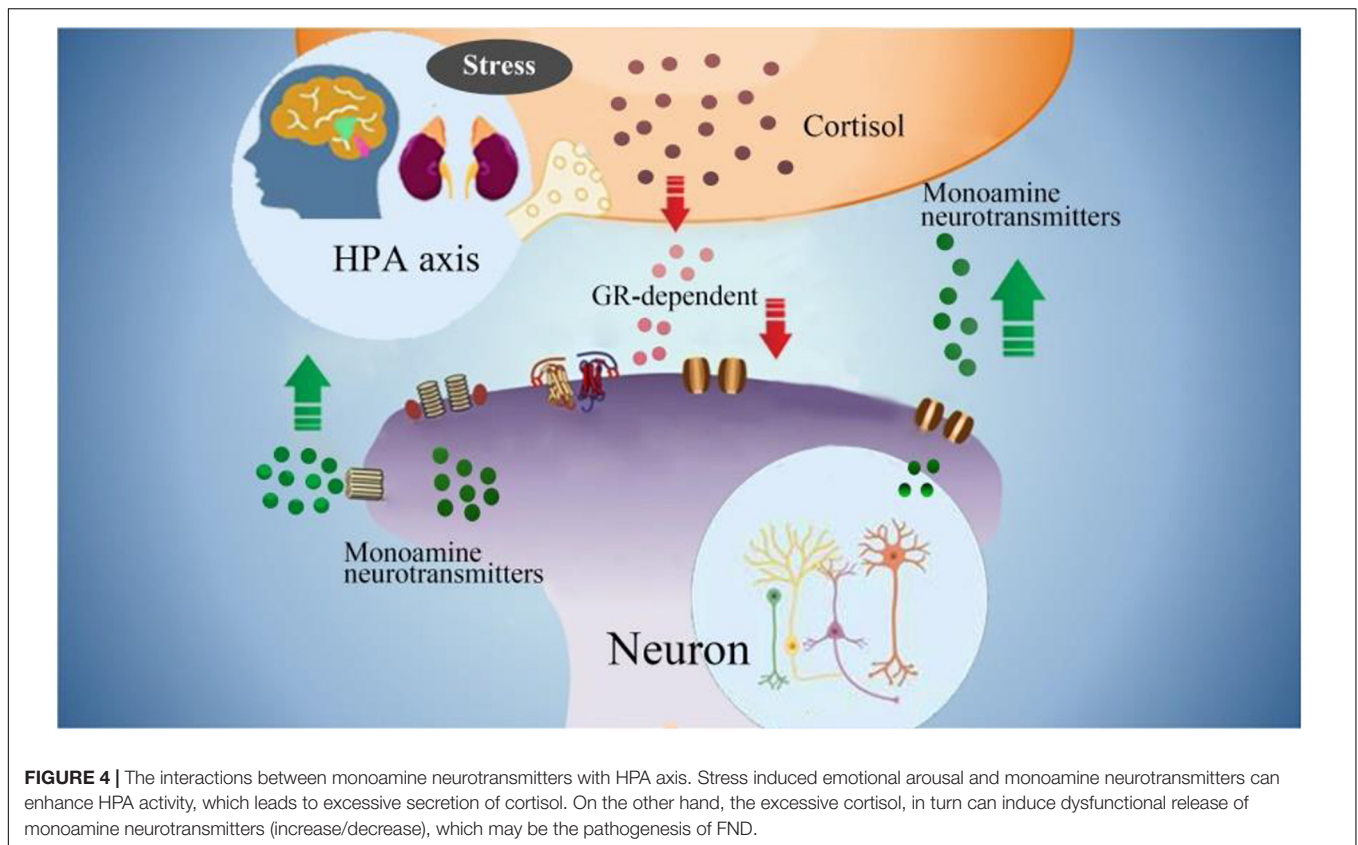 Stress
Cortisol
Monoamine
neurotransmitters
HPA axis
GR-dependent
Monoamine
neurotransmitters
Neuron
FIGURE 4 | The interactions between monoamine neurotransmitters with HPA axis. Stress induced emotional arousal and monoamine neurotransmitters can
enhance HPA activity, which leads to excessive secretion of cortisol. On the other hand, the excessive cortisol, in turn can induce dysfunctional release of
monoamine neurotransmitters (increase/decrease), which may be the pathogenesis of FND.